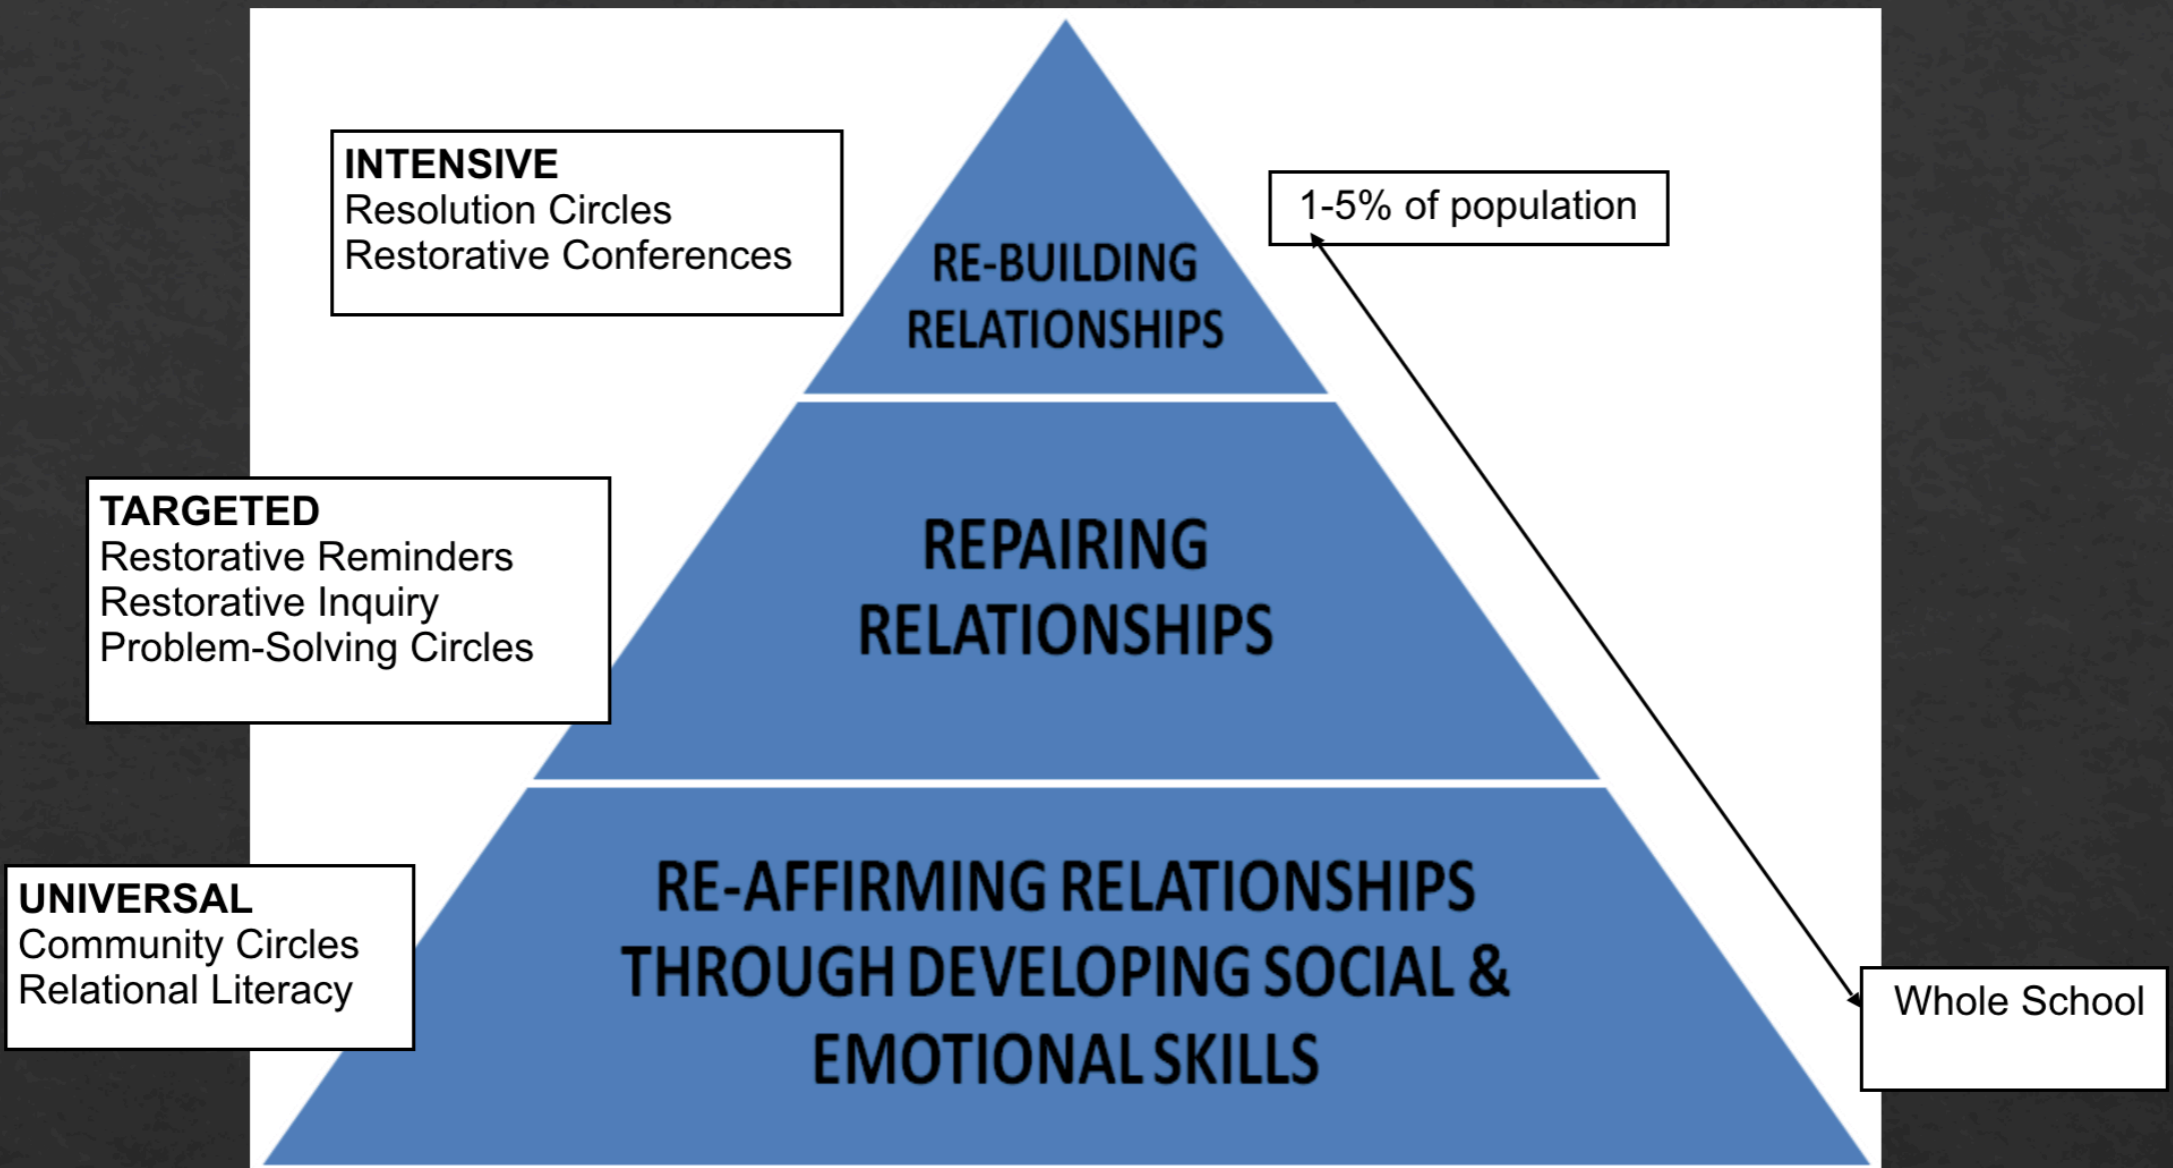 INTENSIVE
Resolution Circles
Restorative Conferences
1-5% of population
RE-BUILDING
RELATIONSHIPS
TARGETED
Restorative Reminders
Restorative Inquiry
Problem-Solving Circles
REPAIRING
RELATIONSHIPS
UNIVERSAL
Community Circles
Relational Literacy
RE-AFFIRMING RELATIONSHIPS
THROUGH DEVELOPING SOCIAL &
EMOTIONAL SKILLS
Whole School